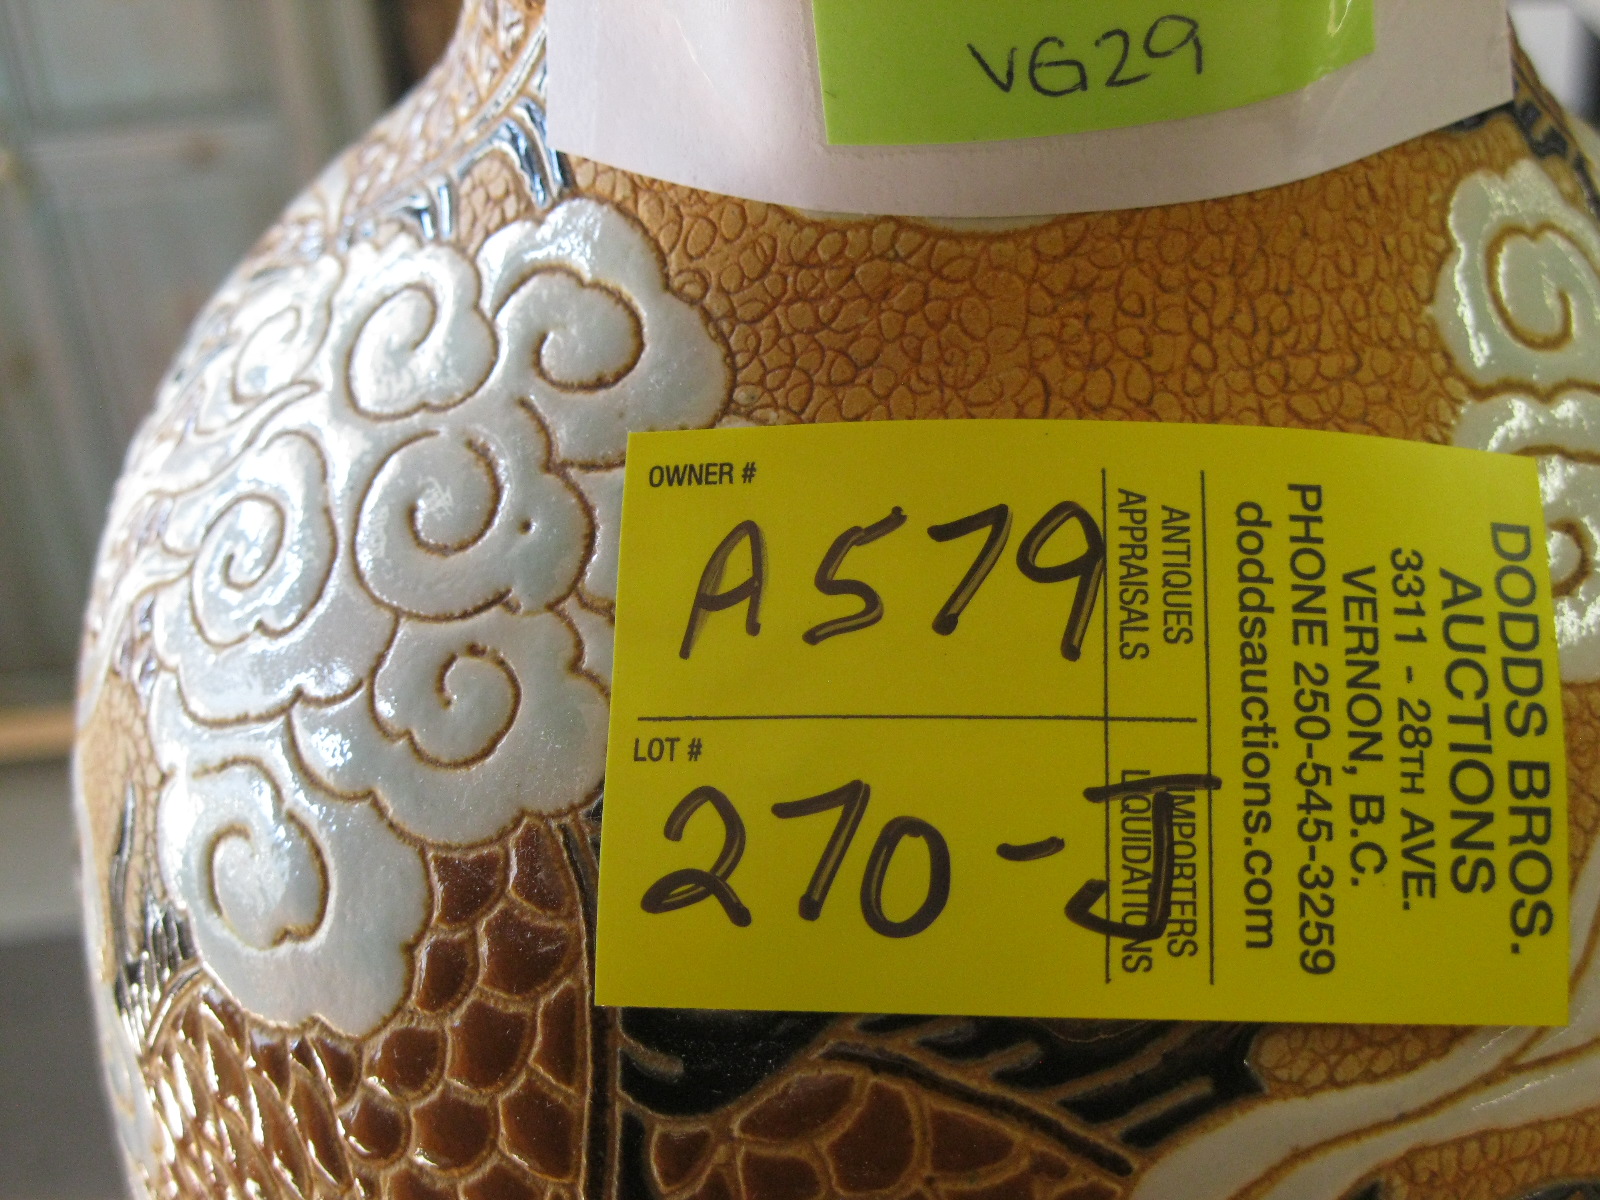 VG29
OWNER #
A579
LOT #
270-J
ANTIQUES
APPRAISALS
IMPORTERS
LIQUIDATIONS
DODDS BROS.
AUCTIONS
3311 - 28TH AVE.
VERNON, B.C.
PHONE 250-545-3259
doddsauctions.com